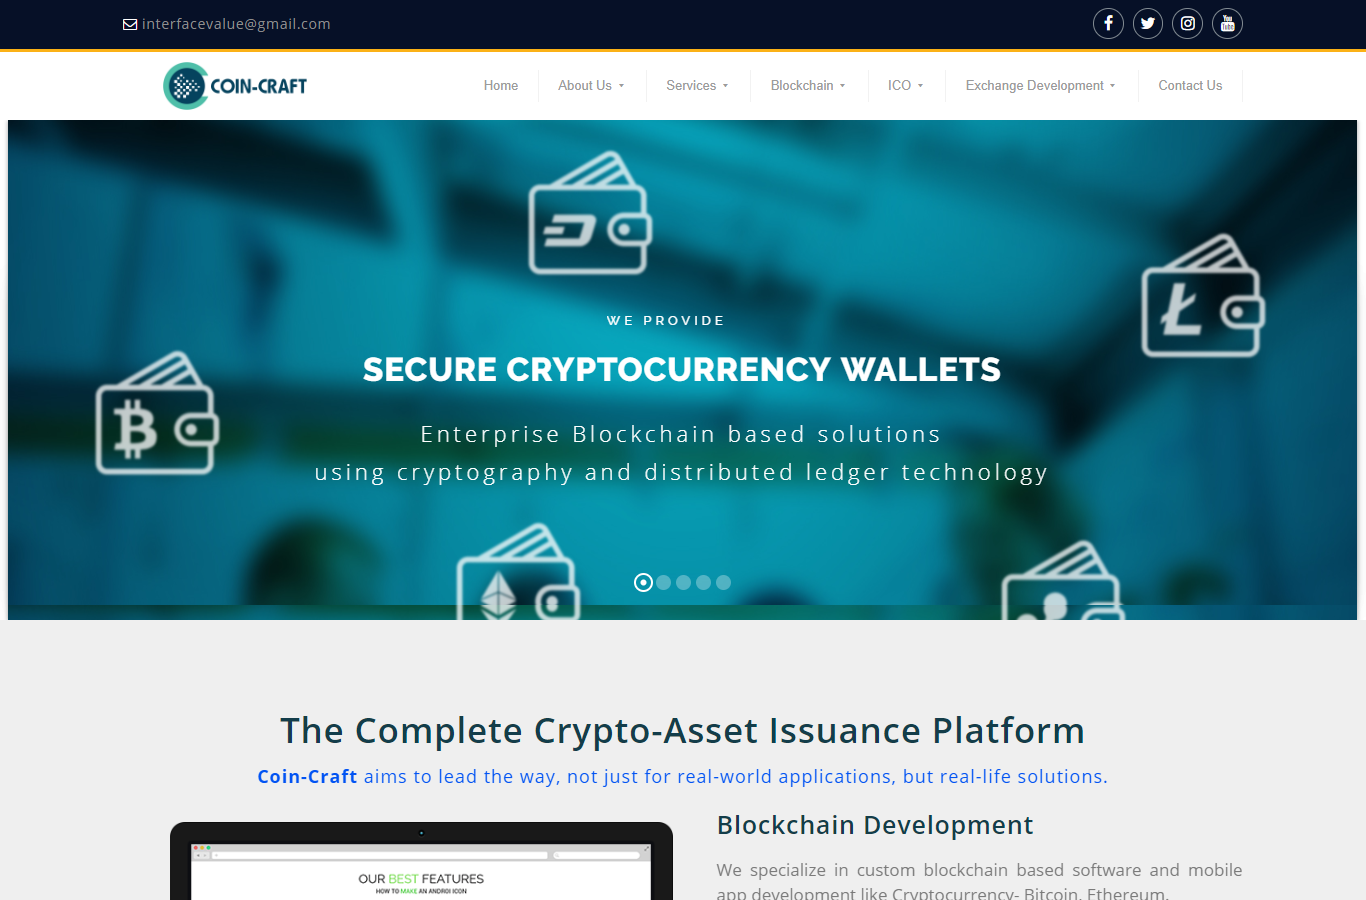 interfacevalue@gmail.com
COIN-CRAFT
Home
About Us
Services
Blockchain
ICO
Exchange Development
Contact Us
WE PROVIDE
SECURE CRYPTOCURRENCY WALLETS
Enterprise Blockchain based solutions
using cryptography and distributed ledger technology
The Complete Crypto-Asset Issuance Platform
Coin-Craft aims to lead the way, not just for real-world applications, but real-life solutions.
Blockchain Development
We specialize in custom blockchain based software and mobile
app development like Cryptocurrency- Bitcoin, Ethereum,
OUR BEST FEATURES
HOW TO MAKE AN ANDROI ICON